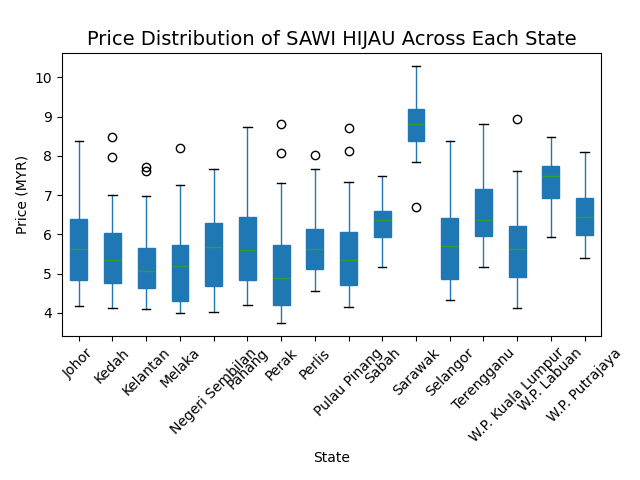 Price Distribution of SAWI HIJAU Across Each State
10
9
8
7
6
5
4
Price (MYR)
Johor
Kedah
Kelantan
Melaka
Negeri Sembilan
Pahang
Perak
Perlis
Pulau Pinang
Sabah
Sarawak
Selangor
Terengganu
W.P. Kuala Lumpur
W.P. Labuan
W.P. Putrajaya
State